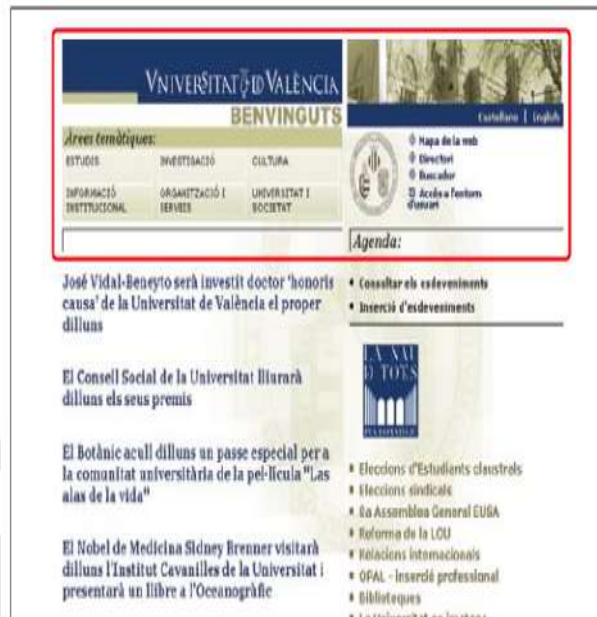 VNIVERSITAT ID VALÈNCIA
BENVINGUTS
Castellano | English
Àrees temàtiques:
ESTUDIS INVESTIGACIÓ CULTURA
INFORMACIÓ INSTITUCIONAL
ORGANITZACIÓ I SERVEIS
UNIVERSITAT I SOCIETAT
Mapa de la web
Directori
Buscador
Accés a l'entorn
d'usuari
Agenda:
José Vidal-Beneyto serà investit doctor 'honoris
causa' de la Universitat de València el proper
dilluns
El Consell Social de la Universitat lliurarà
dilluns els seus premis
El Botànic acull dilluns un passe especial per a
la comunitat universitària de la pel·lícula "Las
alas de la vida"
El Nobel de Medicina Sidney Brenner visitarà
dilluns l'Institut Cavanilles de la Universitat i
presentarà un llibre a l'Oceanogràfic
• Consultar els esdeveniments
• Inserció d'esdeveniments
LA NAU
DE TOTS
Eleccions d'Estudiants claustrals
Eleccions sindicals
6a Assemblea General EUSA
Reforma de la LOU
Relacions internacionals
OPAL - inserció professional
Biblioteques
La Universitat en imatges